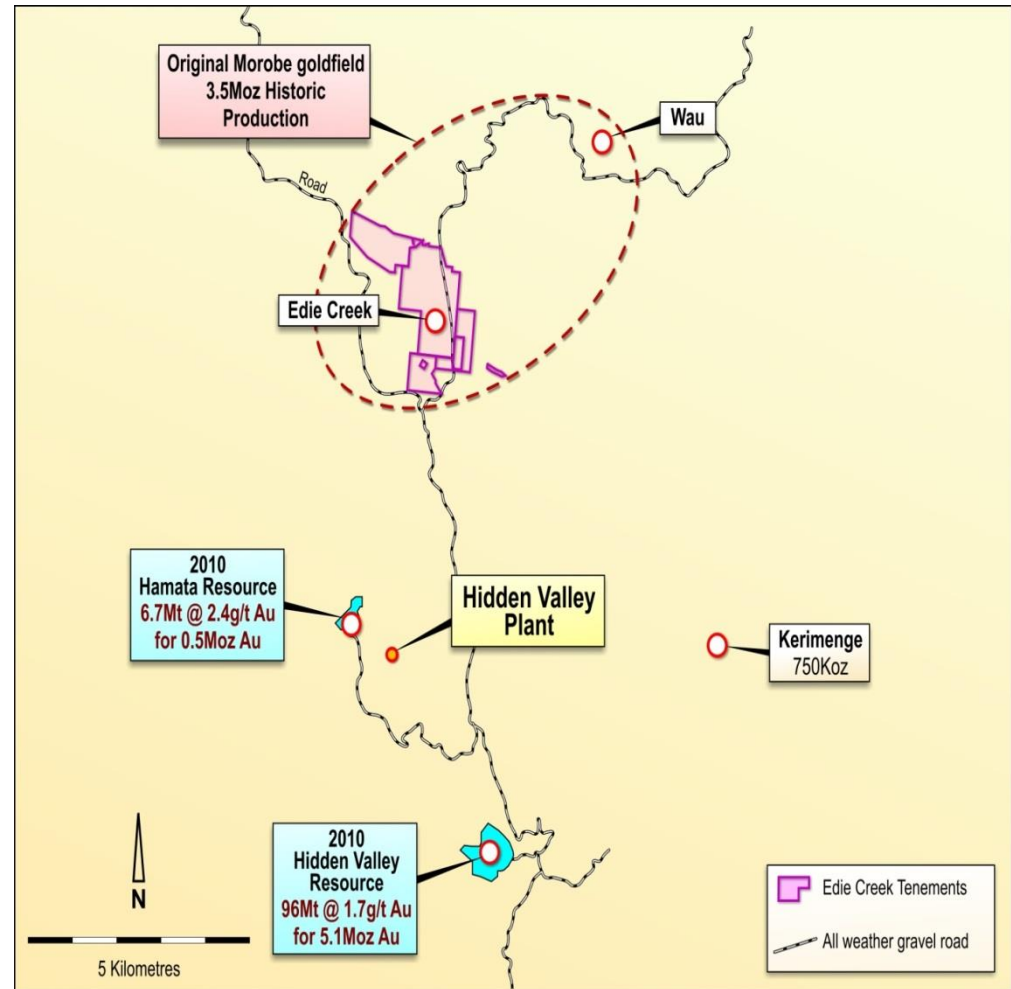 Original Morobe goldfield
3.5Moz Historic
Production
Wau
Road
Edie Creek
2010
Hamata Resource
6.7Mt @ 2.4g/t Au
for 0.5Moz Au
Hidden Valley
Plant
Kerimenge
750Koz
2010
Hidden Valley
Resource
96Mt @ 1.7g/t Au
for 5.1Moz Au
N
5 Kilometres
Edie Creek Tenements
All weather gravel road